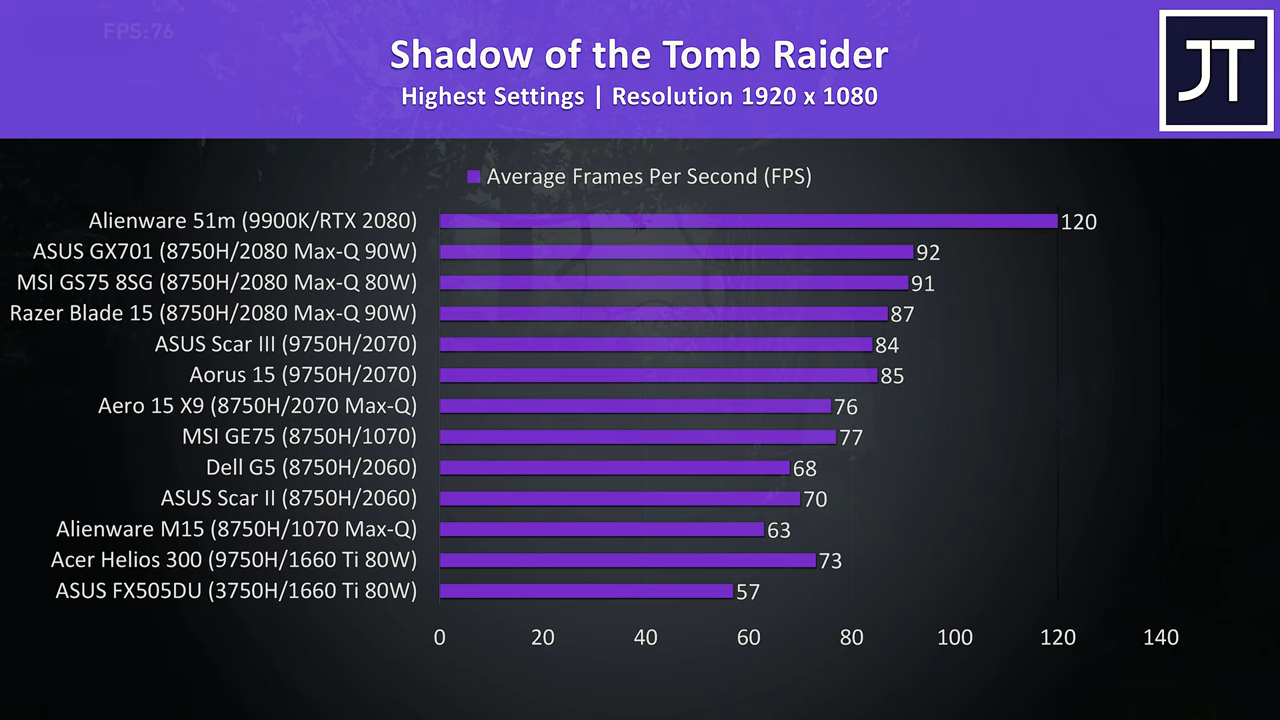 FPS:76
Shadow of the Tomb Raider
Highest Settings | Resolution 1920 x 1080
JT
Average Frames Per Second (FPS)
Alienware 51m (9900K/RTX 2080) 120
ASUS GX701 (8750H/2080 Max-Q 90W) 92
MSI GS75 8SG (8750H/2080 Max-Q 80W) 91
Razer Blade 15 (8750H/2080 Max-Q 90W) 87
ASUS Scar III (9750H/2070) 84
Aorus 15 (9750H/2070) 85
Aero 15 X9 (8750H/2070 Max-Q) 76
MSI GE75 (8750H/1070) 77
Dell G5 (8750H/2060) 68
ASUS Scar II (8750H/2060) 70
Alienware M15 (8750H/1070 Max-Q) 63
Acer Helios 300 (9750H/1660 Ti 80W) 73
ASUS FX505DU (3750H/1660 Ti 80W) 57
0 20 40 60 80 100 120 140